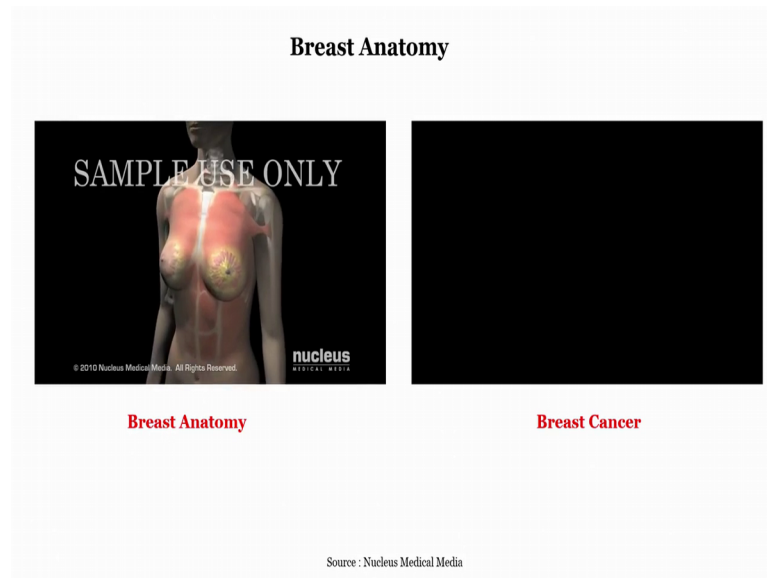 Breast Anatomy
SAMPLE USE ONLY
© 2010 Nucleus Medical Media. All Rights Reserved.
nucleus
MEDICAL MEDIA
Breast Anatomy
Breast Cancer
Source : Nucleus Medical Media